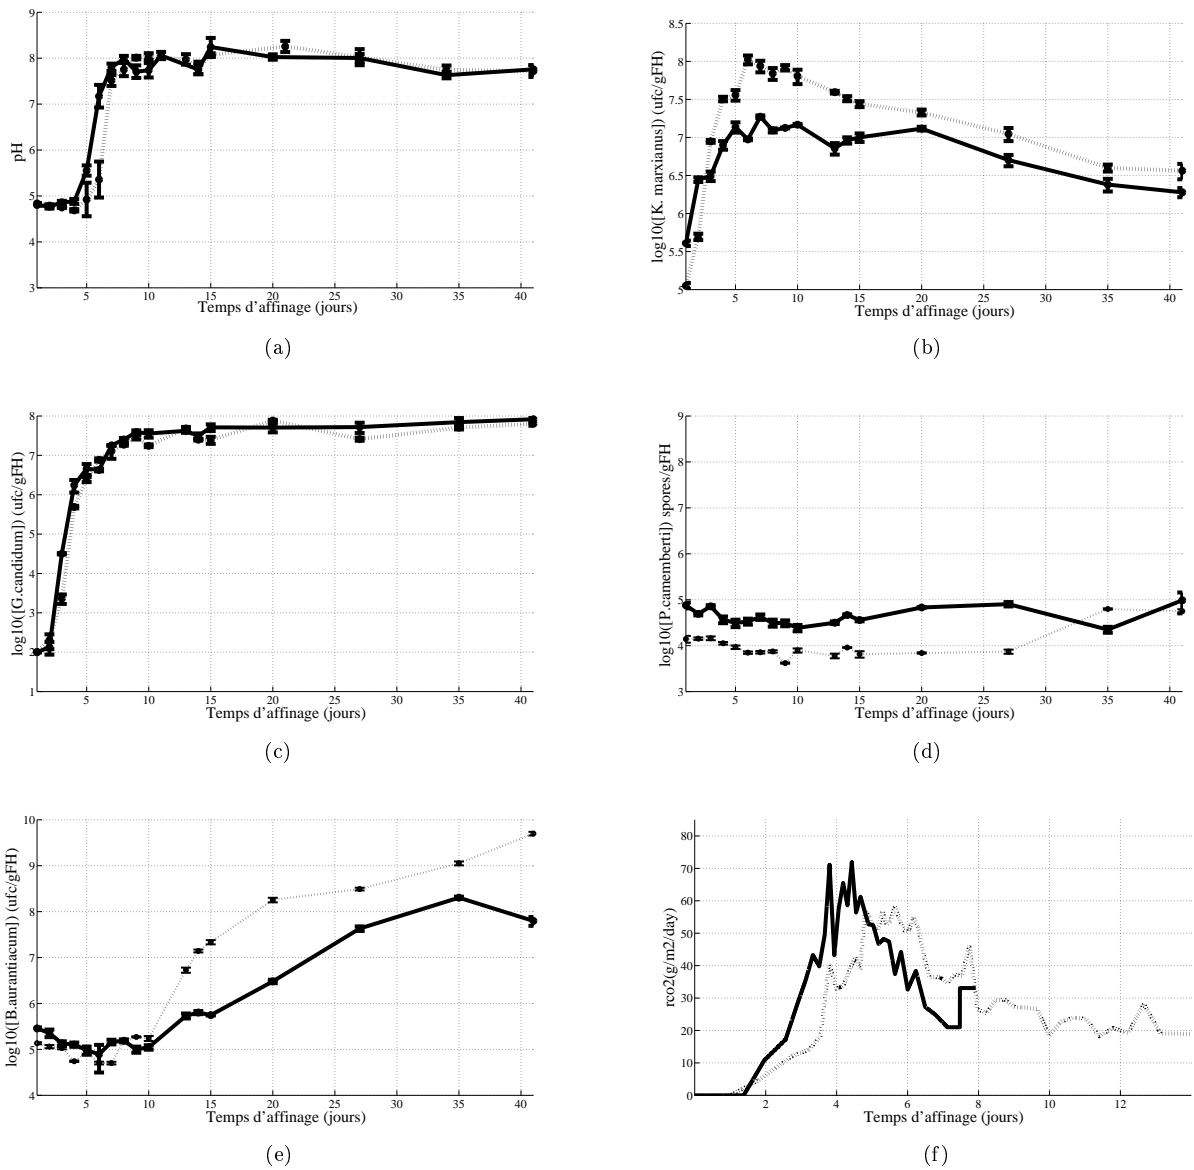 9
8
7
6
5
4
3
5 10 15 20 25 30 35 40
pH
Temps d'affinage (jours)
(a)
8.5
8
7.5
7
6.5
6
5.5
5
5 10 15 20 25 30 35 40
log10([K. marxianus]) (ufc/gFH)
Temps d'affinage (jours)
(b)
8
7
6
5
4
3
2
1
5 10 15 20 25 30 35 40
log10([G.candidum]) (ufc/gFH)
Temps d'affinage (jours)
(c)
9
8
7
6
5
4
3
5 10 15 20 25 30 35 40
log10([P.camemberti]) spores/gFH
Temps d'affinage (jours)
(d)
10
9
8
7
6
5
4
5 10 15 20 25 30 35 40
log10([B.aurantiacum]) (ufc/gFH)
Temps d'affinage (jours)
(e)
80
70
60
50
40
30
20
10
0
2 4 6 8 10 12
rco2(g/m2/day)
Temps d'affinage (jours)
(f)